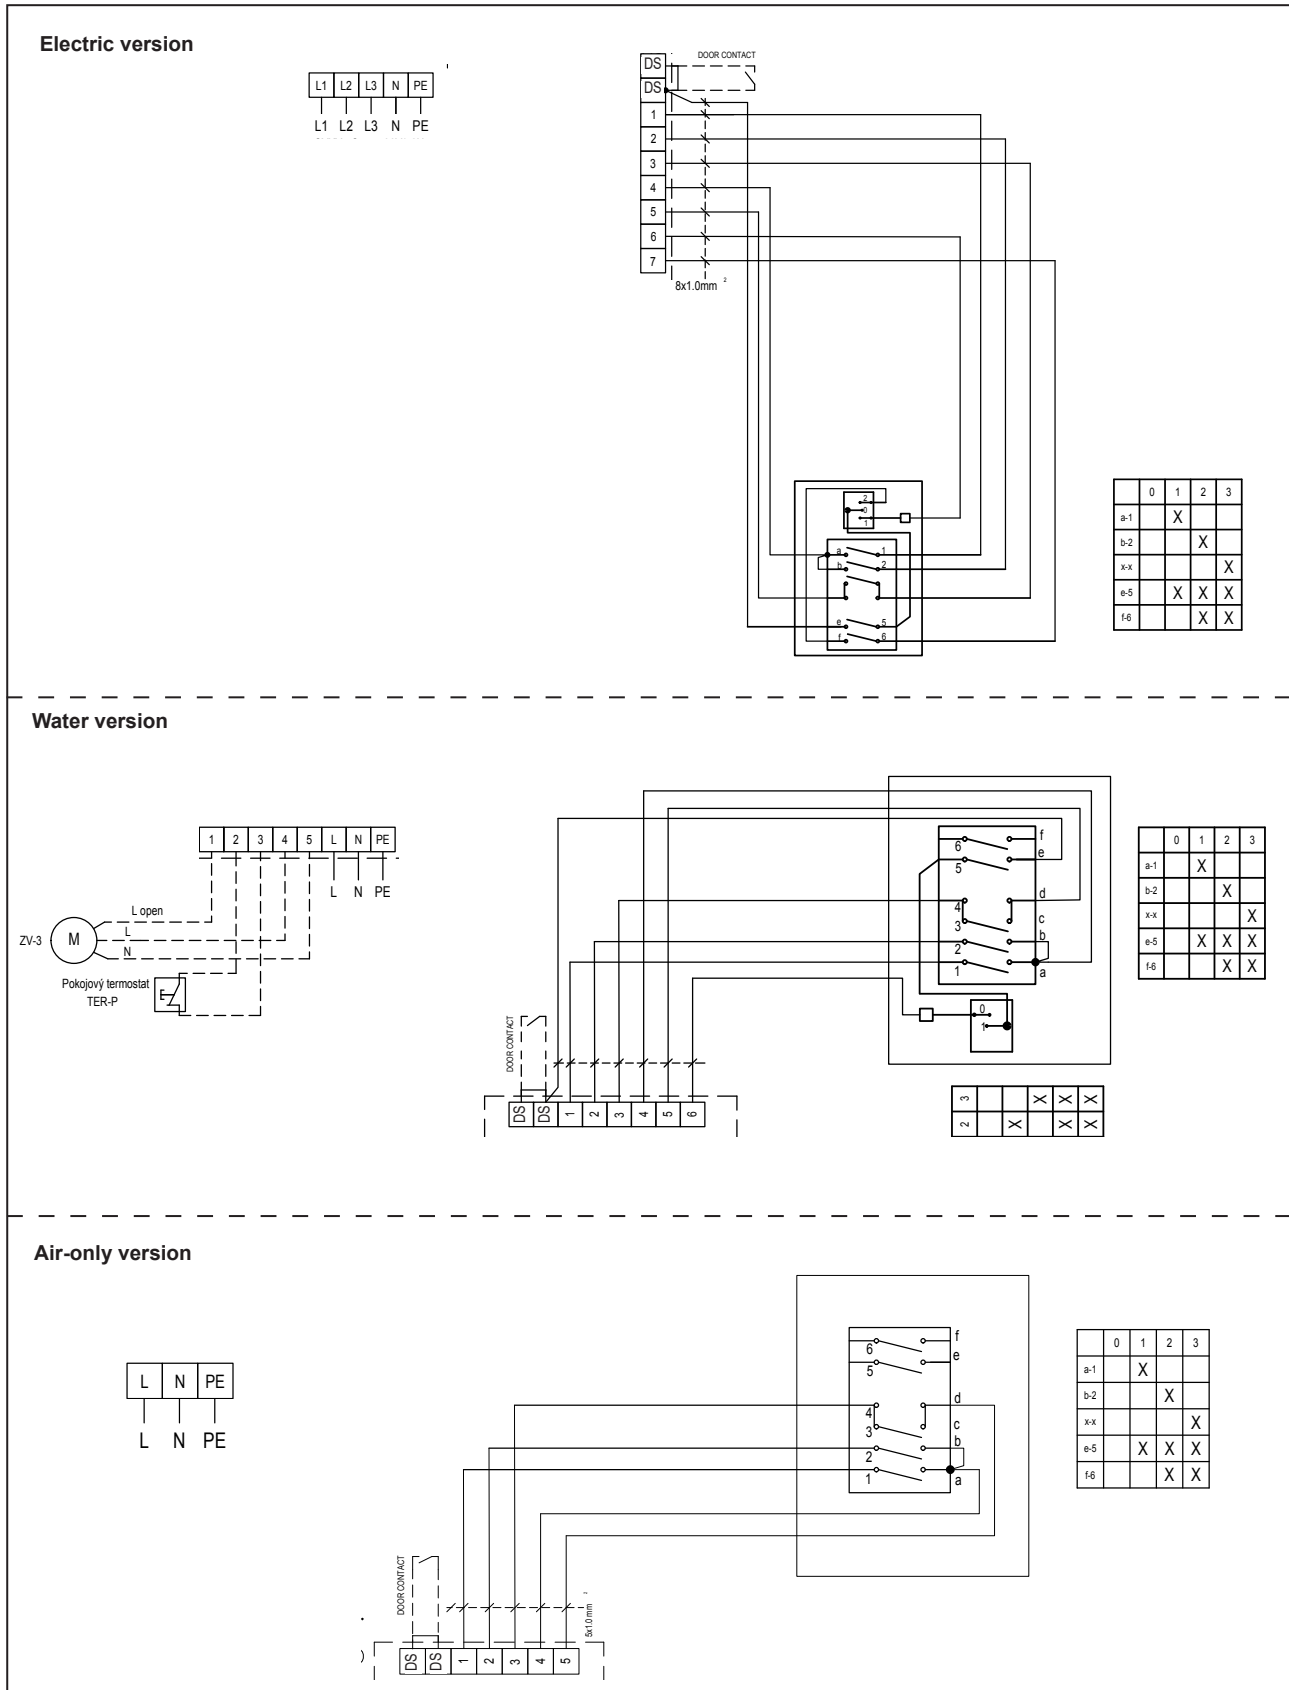 Electric version
L1 L2 L3 N PE
L1 L2 L3 N PE
DOOR CONTACT
DS
DS
1
2
3
4
5
6
7
8x1.0mm ²
2
0
1
a 1
b 2
e 5
f 6
0 1 2 3
a-1 X
b-2 X
x-x X
e-5 X X X
f-6 X X
Water version
1 2 3 4 5 L N PE
L N PE
L open
L
N
ZV-3
M
Pokojový termostat
TER-P
6 f
5 e
4 d
3 c
2 b
1 a
0
1
DOOR CONTACT
DS DS 1 2 3 4 5 6
0 1 2 3
a-1 X
b-2 X
x-x X
e-5 X X X
f-6 X X
3 X X X
2 X X X
Air-only version
L N PE
L N PE
6 f
5 e
4 d
3 c
2 b
1 a
DOOR CONTACT
5x1.0 mm ²
DS DS 1 2 3 4 5
)
0 1 2 3
a-1 X
b-2 X
x-x X
e-5 X X X
f-6 X X